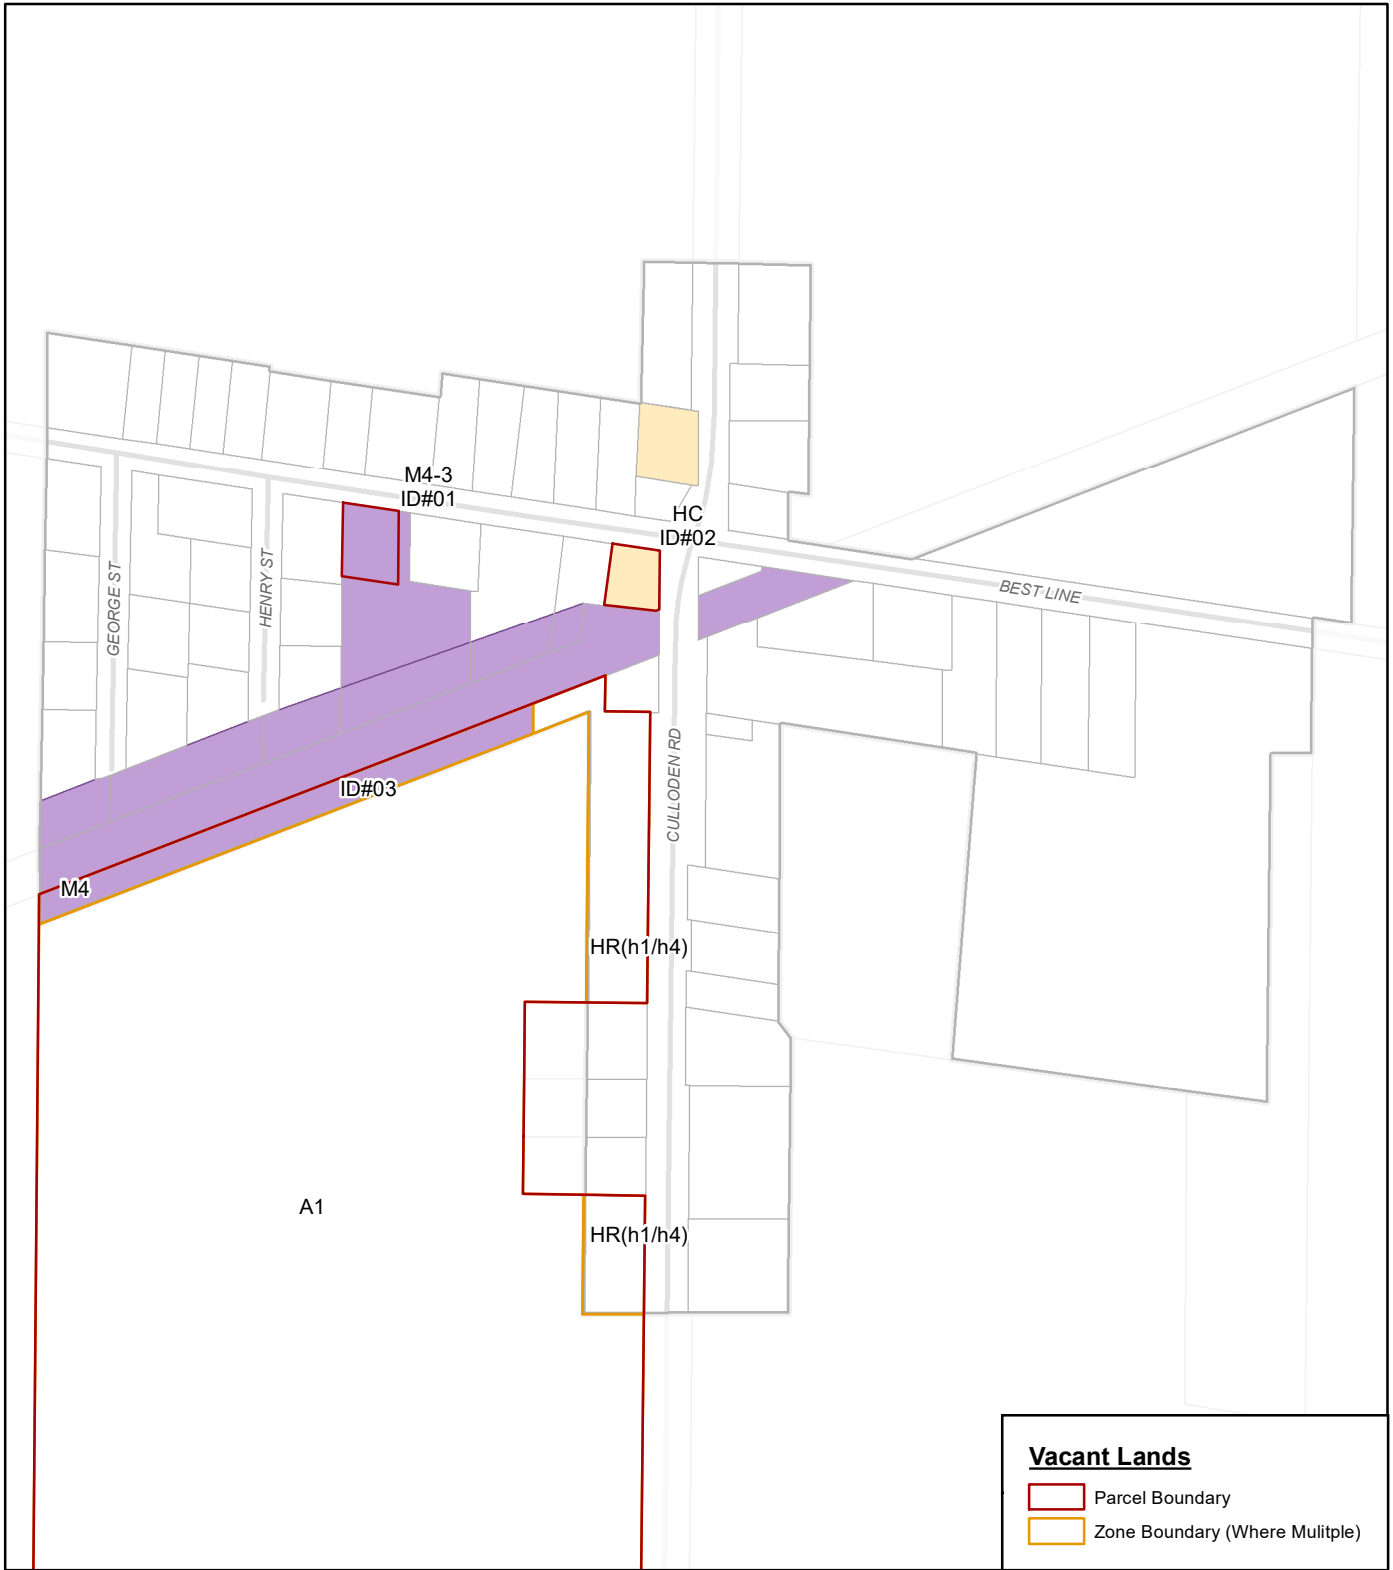 M4-3
ID#01
HC
ID#02
BEST LINE
GEORGE ST
HENRY ST
CULLODEN RD
ID#03
M4
HR(h1/h4)
A1
HR(h1/h4)
Vacant Lands
Parcel Boundary
Zone Boundary (Where Mulitple)